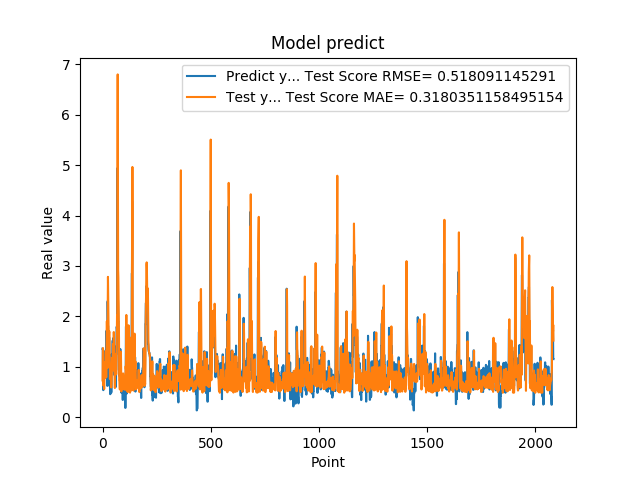 Model predict
Predict y... Test Score RMSE= 0.518091145291
Test y... Test Score MAE= 0.3180351158495154
7
6
5
4
3
2
1
0
Real value
0 500 1000 1500 2000
Point